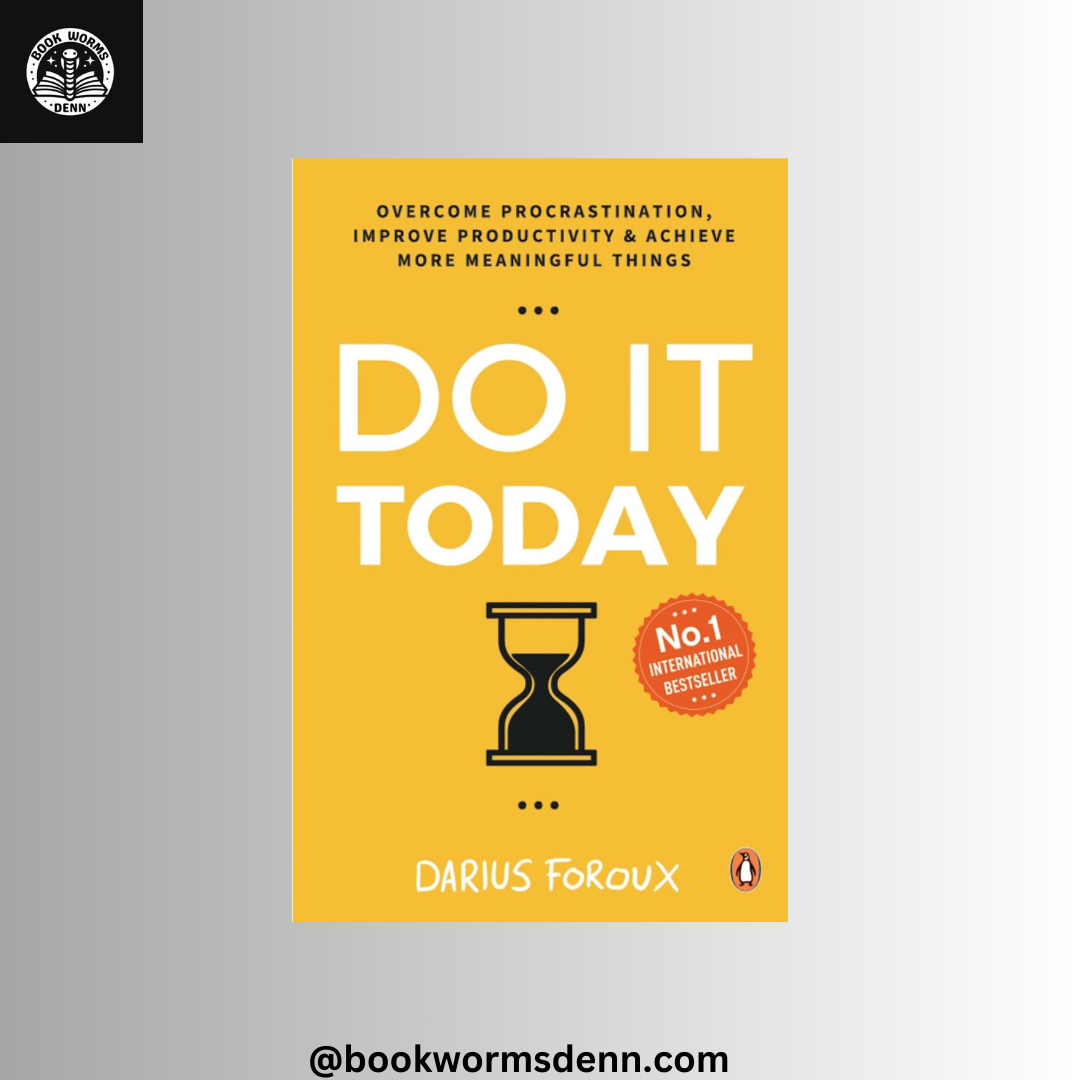 BOOK WORMS
DENN
OVERCOME PROCRASTINATION,
IMPROVE PRODUCTIVITY & ACHIEVE
MORE MEANINGFUL THINGS
DO IT
TODAY
No.1
INTERNATIONAL
BESTSELLER
DARIUS FOROUX
@bookwormsdenn.com